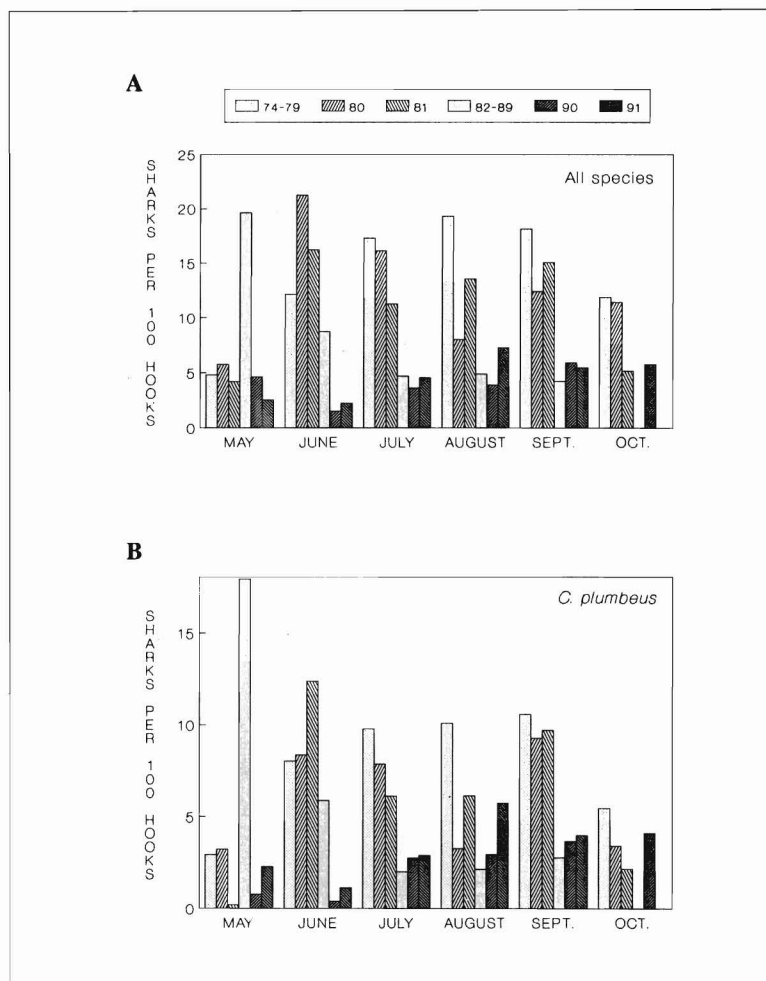 A
74-79 80 81 82-89 90 91
SHARKS PER 100 HOOKS
25
20
15
10
5
0
All species
MAY JUNE JULY AUGUST SEPT. OCT.
B
SHARKS PER 100 HOOKS
15
10
5
0
C. plumbeus
MAY JUNE JULY AUGUST SEPT. OCT.